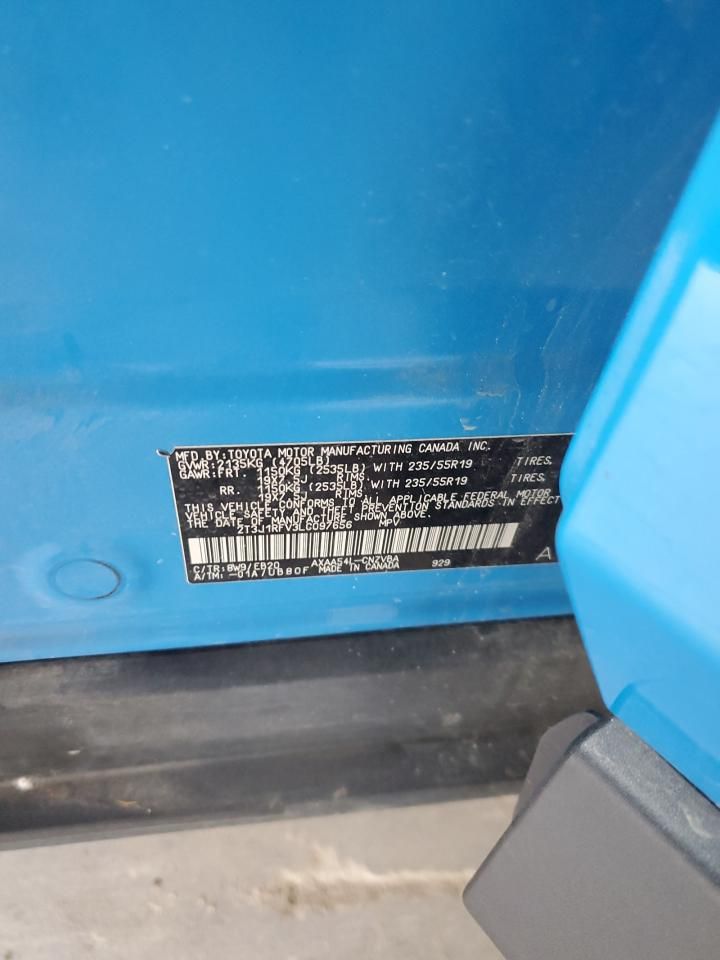 MFD BY:TOYOTA MOTOR MANUFACTURING CANADA INC.
GVWR:2135KG (4705LB)
GAWR:FRT. 1150KG (2535LB) WITH 235/55R19 TIRES,
19X7.5J RIMS
RR. 1150KG (2535LB) WITH 235/55R19 TIRES,
19X7.5J RIMS
THIS VEHICLE CONFORMS TO ALL APPLICABLE FEDERAL MOTOR
VEHICLE SAFETY AND BUMPER STANDARDS IN EFFECT
ON THE DATE OF MANUFACTURE SHOWN ABOVE.
2T3J1RFV3LC097656 MPV
C/TR:8W9/EB20 AXAA54L-CNZVBA A
A/TM: -01A/UB80F MADE IN CANADA 929